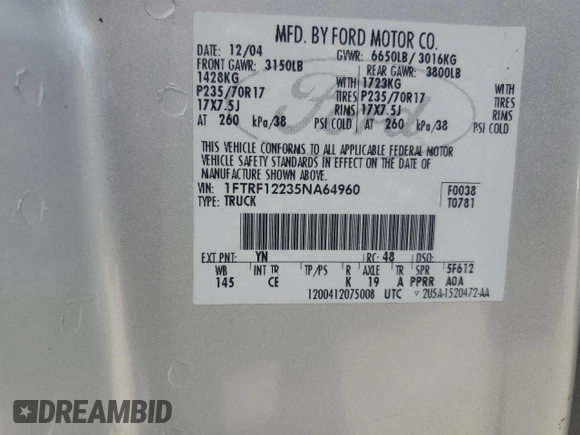 MFD. BY FORD MOTOR CO.
DATE: 12/04 GVWR: 6650LB/ 3016KG
FRONT GAWR: 3150LB REAR GAWR: 3800LB
1428KG WITH 1723KG WITH
P235/70R17 TIRES P235/70R17 TIRES
17X7.5J RIMS 17X7.5J RIMS
AT 260 kPa/38 PSI COLD AT 260 kPa/38 PSI COLD
THIS VEHICLE CONFORMS TO ALL APPLICABLE FEDERAL MOTOR
VEHICLE SAFETY STANDARDS IN EFFECT ON THE DATE OF
MANUFACTURE SHOWN ABOVE.
VIN: 1FTRF12235NA64960 F0038
TYPE: TRUCK T0781
EXT PNT: YN RC: 48 DSO:
WB INT TR TP/PS R AXLE TR SPR 5F612
145 CE K 19 A PPRR A0A
1200412075008 UTC ▽ 2U5A-1520472-AA
Ford
DREAMBID